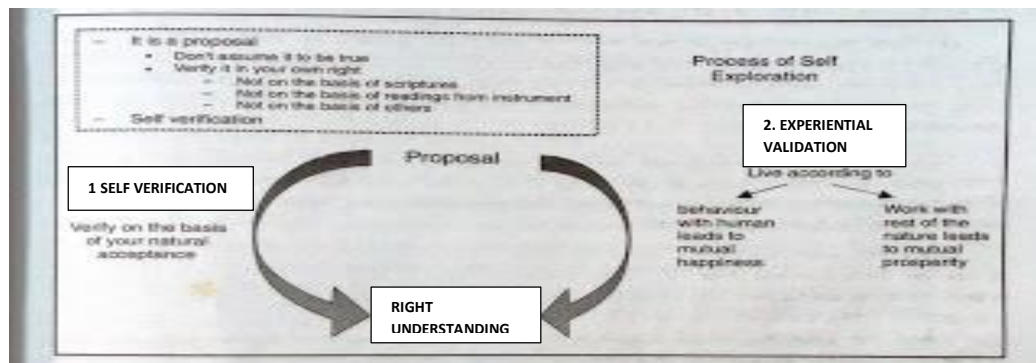 – It is a proposal
• Don't assume it to be true
• Verify it in your own right
– Not on the basis of scriptures
– Not on the basis of readings from instrument
– Not on the basis of others
– Self verification
Process of Self
Exploration
2. EXPERIENTIAL
VALIDATION
Proposal
Live according to
1 SELF VERIFICATION
Verify on the basis
of your natural
acceptance
behaviour
with human
leads to
mutual
happiness
Work with
rest of the
nature leads
to mutual
prosperity
RIGHT
UNDERSTANDING